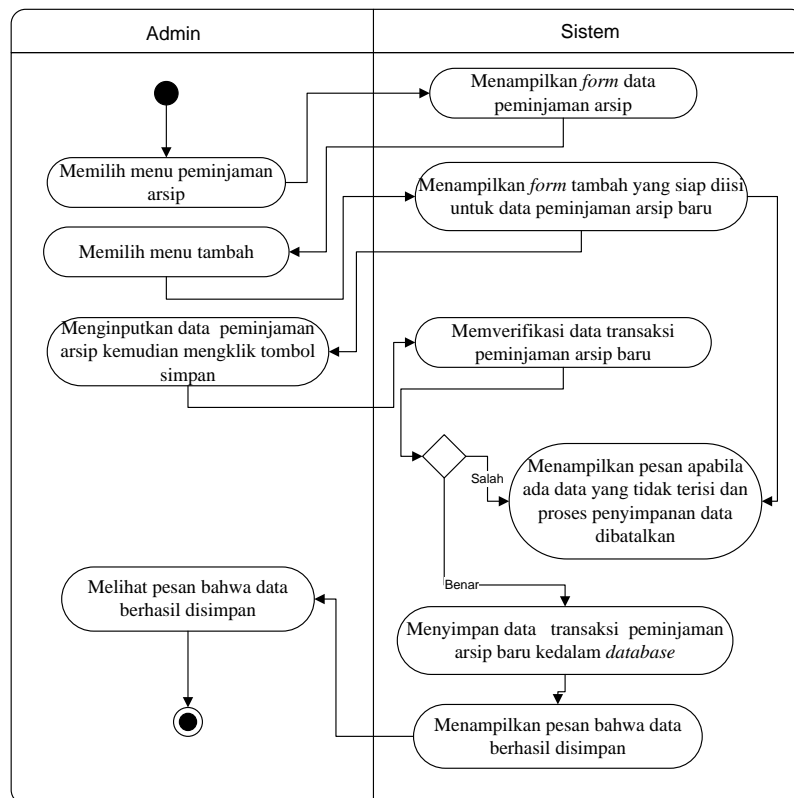 Admin
Sistem
Menampilkan form data
peminjaman arsip
Memilih menu peminjaman
arsip
Menampilkan form tambah yang siap diisi
untuk data peminjaman arsip baru
Memilih menu tambah
Menginputkan data peminjaman
arsip kemudian mengklik tombol
simpan
Memverifikasi data transaksi
peminjaman arsip baru
Salah
Menampilkan pesan apabila
ada data yang tidak terisi dan
proses penyimpanan data
dibatalkan
Benar
Melihat pesan bahwa data
berhasil disimpan
Menyimpan data transaksi peminjaman
arsip baru kedalam database
Menampilkan pesan bahwa data
berhasil disimpan